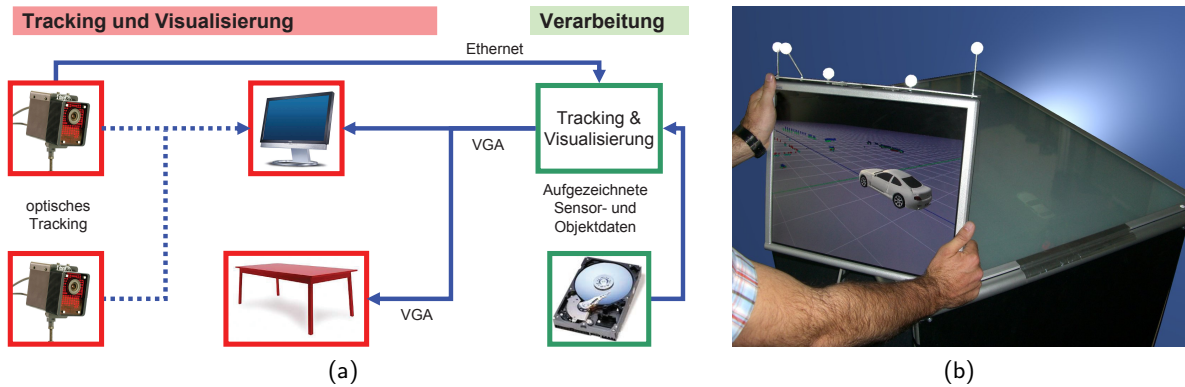 Tracking und Visualisierung
Verarbeitung
Ethernet
Tracking &
Visualisierung
VGA
optisches
Tracking
Aufgezeichnete
Sensor- und
Objektdaten
VGA
(a)
(b)